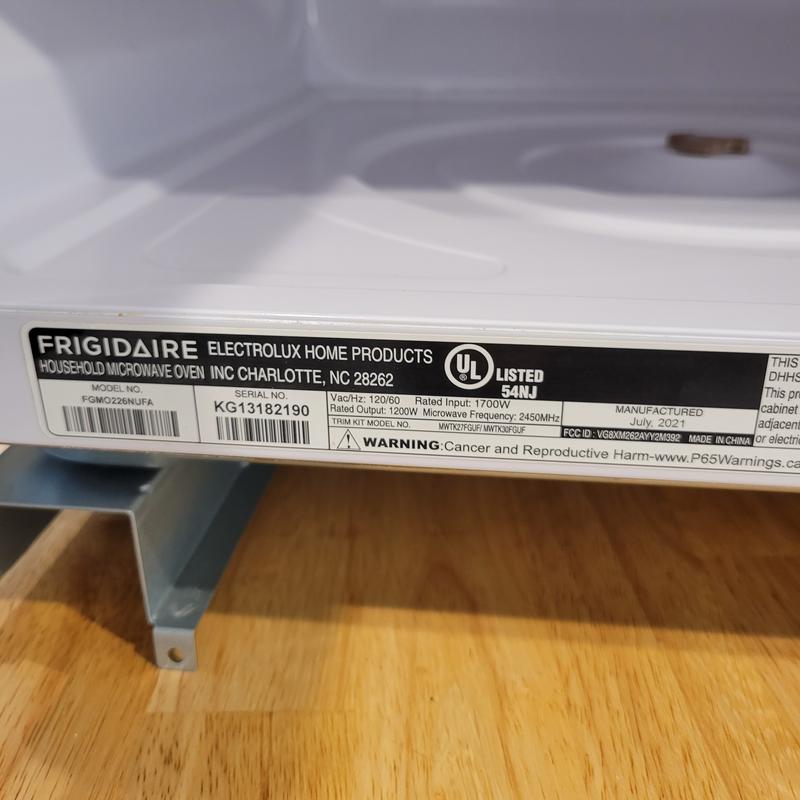 FRIGIDAIRE ELECTROLUX HOME PRODUCTS
HOUSEHOLD MICROWAVE OVEN INC CHARLOTTE, NC 28262
UL LISTED
54NJ
MODEL NO.
FGMO226NUFA
SERIAL NO.
KG13182190
Vac/Hz: 120/60 Rated Input: 1700W
Rated Output: 1200W Microwave Frequency: 2450MHz
TRIM KIT MODEL NO. MWTK27FGUF/ MWTK30FGUF
MANUFACTURED
July, 2021
FCC ID : VG8XM262AYY2M392 MADE IN CHINA
WARNING:Cancer and Reproductive Harm-www.P65Warnings.ca
THIS
DHHS
This pr
cabinet
adjacent
or electri